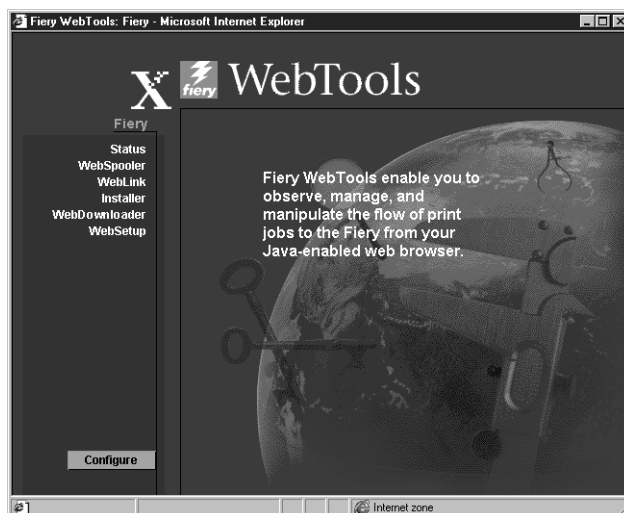 Fiery WebTools: Fiery - Microsoft Internet Explorer
X fiery WebTools
Fiery
Status
WebSpooler
WebLink
Installer
WebDownloader
WebSetup
Fiery WebTools enable you to
observe, manage, and
manipulate the flow of print
jobs to the Fiery from your
Java-enabled web browser.
Configure
Internet zone